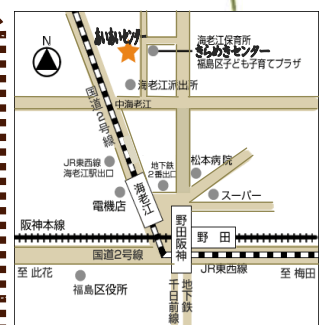 N
あいあいセンター
海老江保育所
きらめきセンター
福島区子ども子育てプラザ
海老江派出所
国道2号線
中海老江
JR東西線
海老江駅出口
地下鉄
2番出口
松本病院
海老江
スーパー
電機店
阪神本線
野田阪神
野田
国道2号線
JR東西線
至 此花
至 梅田
福島区役所
地下鉄
千日前線